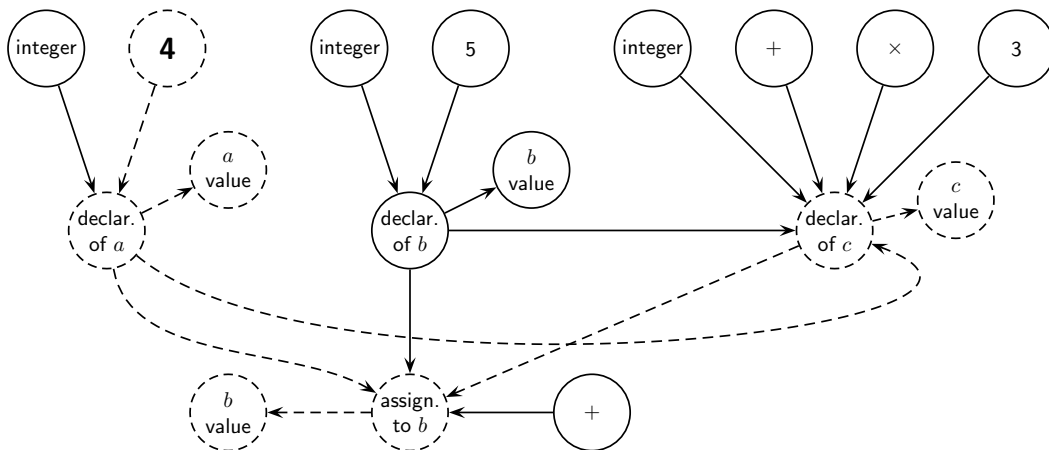 integer
4
integer
5
integer
+
×
3
a
value
b
value
c
value
declar.
of a
declar.
of b
declar.
of c
b
value
assign.
to b
+